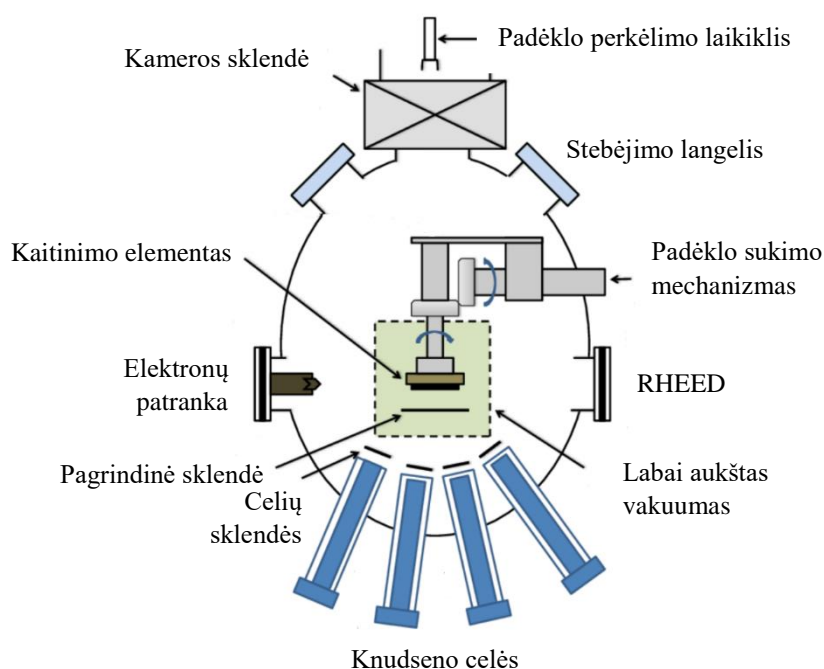 Padėklo perkėlimo laikiklis
Kameros sklendė
Stebėjimo langelis
Kaitinimo elementas
Padėklo sukimo
mechanizmas
Elektronų
patranka
RHEED
Pagrindinė sklendė
Celių
sklendės
Labai aukštas
vakuumas
Knudseno celės